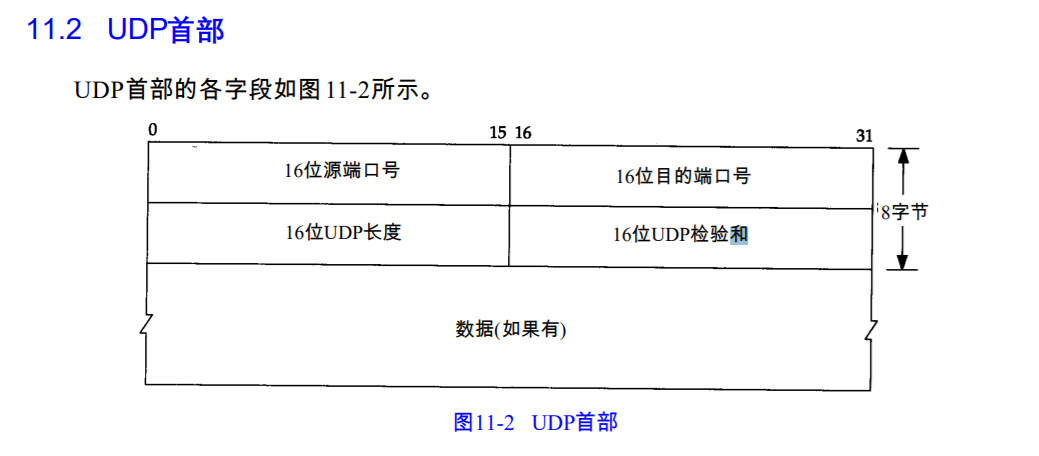 11.2 UDP首部
UDP首部的各字段如图11-2所示。
0 15 16 31
16位源端口号 16位目的端口号
8字节
16位UDP长度 16位UDP检验和
数据(如果有)
图11-2 UDP首部